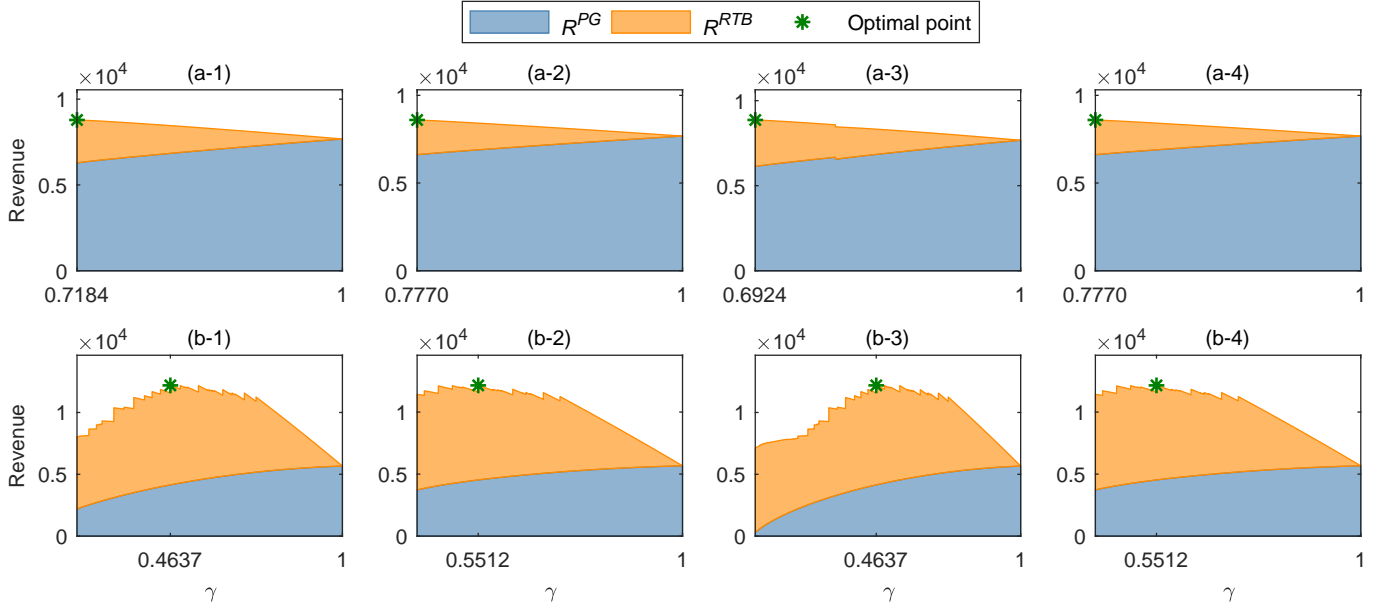 R^PG R^RTB Optimal point
(a-1) (a-2) (a-3) (a-4)
×10^4 ×10^4 ×10^4 ×10^4
1 1 1 1
Revenue
0.5 0.5 0.5 0.5
0 0 0 0
0.7184 1 0.7770 1 0.6924 1 0.7770 1
(b-1) (b-2) (b-3) (b-4)
×10^4 ×10^4 ×10^4 ×10^4
1 1 1 1
Revenue
0.5 0.5 0.5 0.5
0 0 0 0
0.4637 1 0.5512 1 0.4637 1 0.5512 1
γ γ γ γ